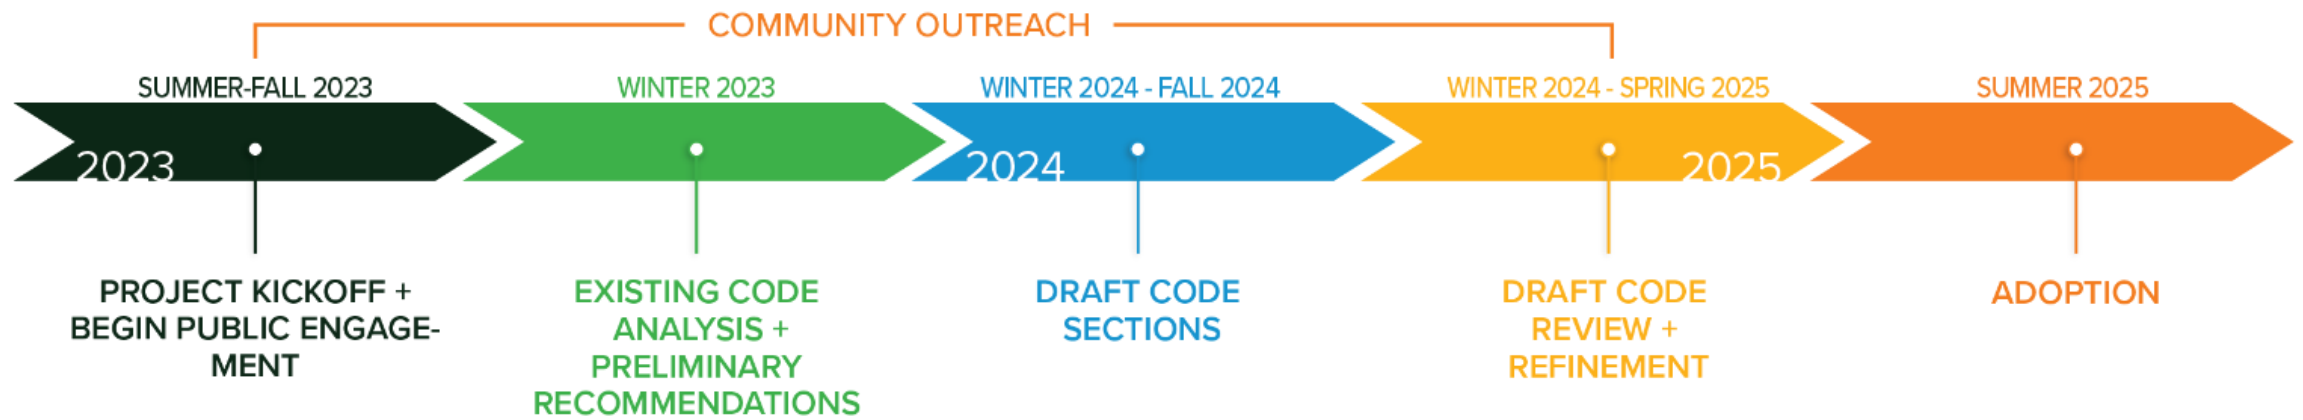 COMMUNITY OUTREACH
SUMMER-FALL 2023
WINTER 2023
WINTER 2024 - FALL 2024
WINTER 2024 - SPRING 2025
SUMMER 2025
2023
2024
2025
PROJECT KICKOFF +
BEGIN PUBLIC ENGAGE-
MENT
EXISTING CODE
ANALYSIS +
PRELIMINARY
RECOMMENDATIONS
DRAFT CODE
SECTIONS
DRAFT CODE
REVIEW +
REFINEMENT
ADOPTION